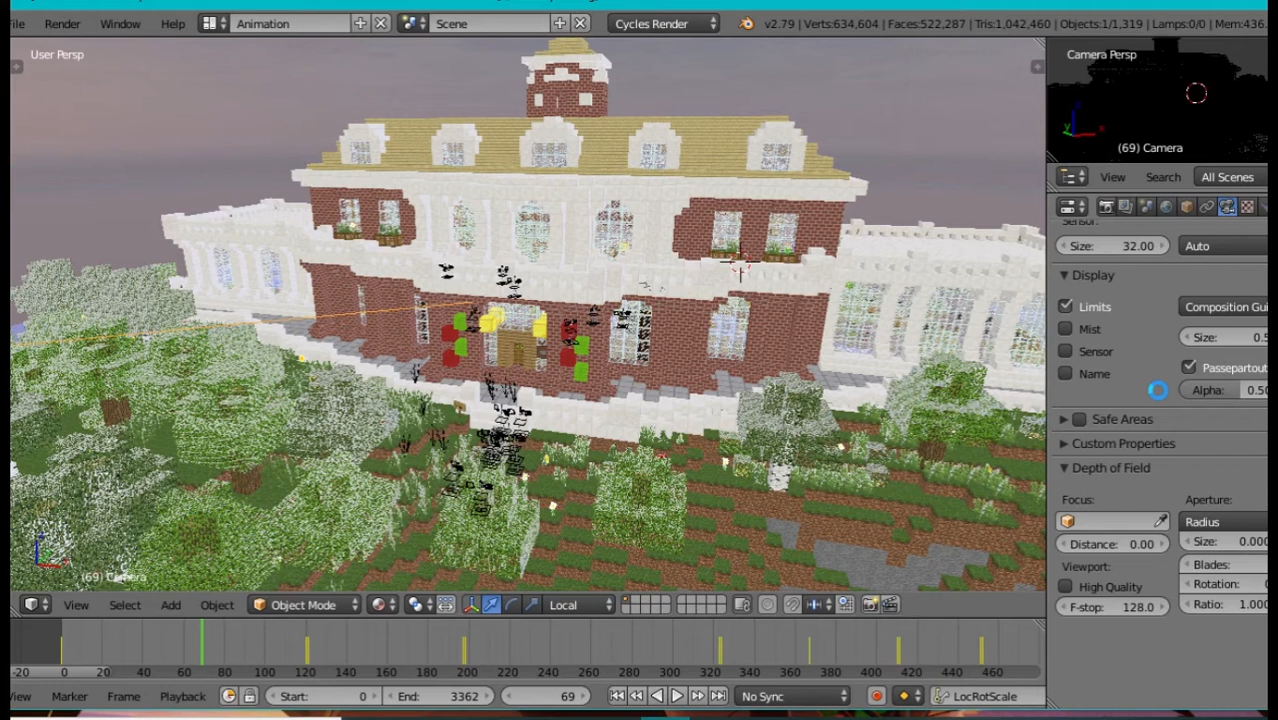 File Render Window Help Animation Scene Cycles Render v2.79 | Verts:634,604 | Faces:522,287 | Tris:1,042,460 | Objects:1/1,319 | Lamps:0/0 | Mem:436.
User Persp
Camera Persp
(69) Camera
View Search All Scenes
Size: 32.00 Auto
Display
Limits Composition Gui
Mist Size: 0.5
Sensor Passepartout
Name Alpha: 0.50
Safe Areas
Custom Properties
Depth of Field
Focus: Aperture:
Radius
Distance: 0.00 Size: 0.000
Viewport: Blades:
High Quality Rotation:
F-stop: 128.0 Ratio: 1.000
(69) Camera
View Select Add Object Object Mode Local
-20 0 20 40 60 80 100 120 140 160 180 200 220 240 260 280 300 320 340 360 380 400 420 440 460
View Marker Frame Playback Start: 0 End: 3362 69 No Sync LocRotScale